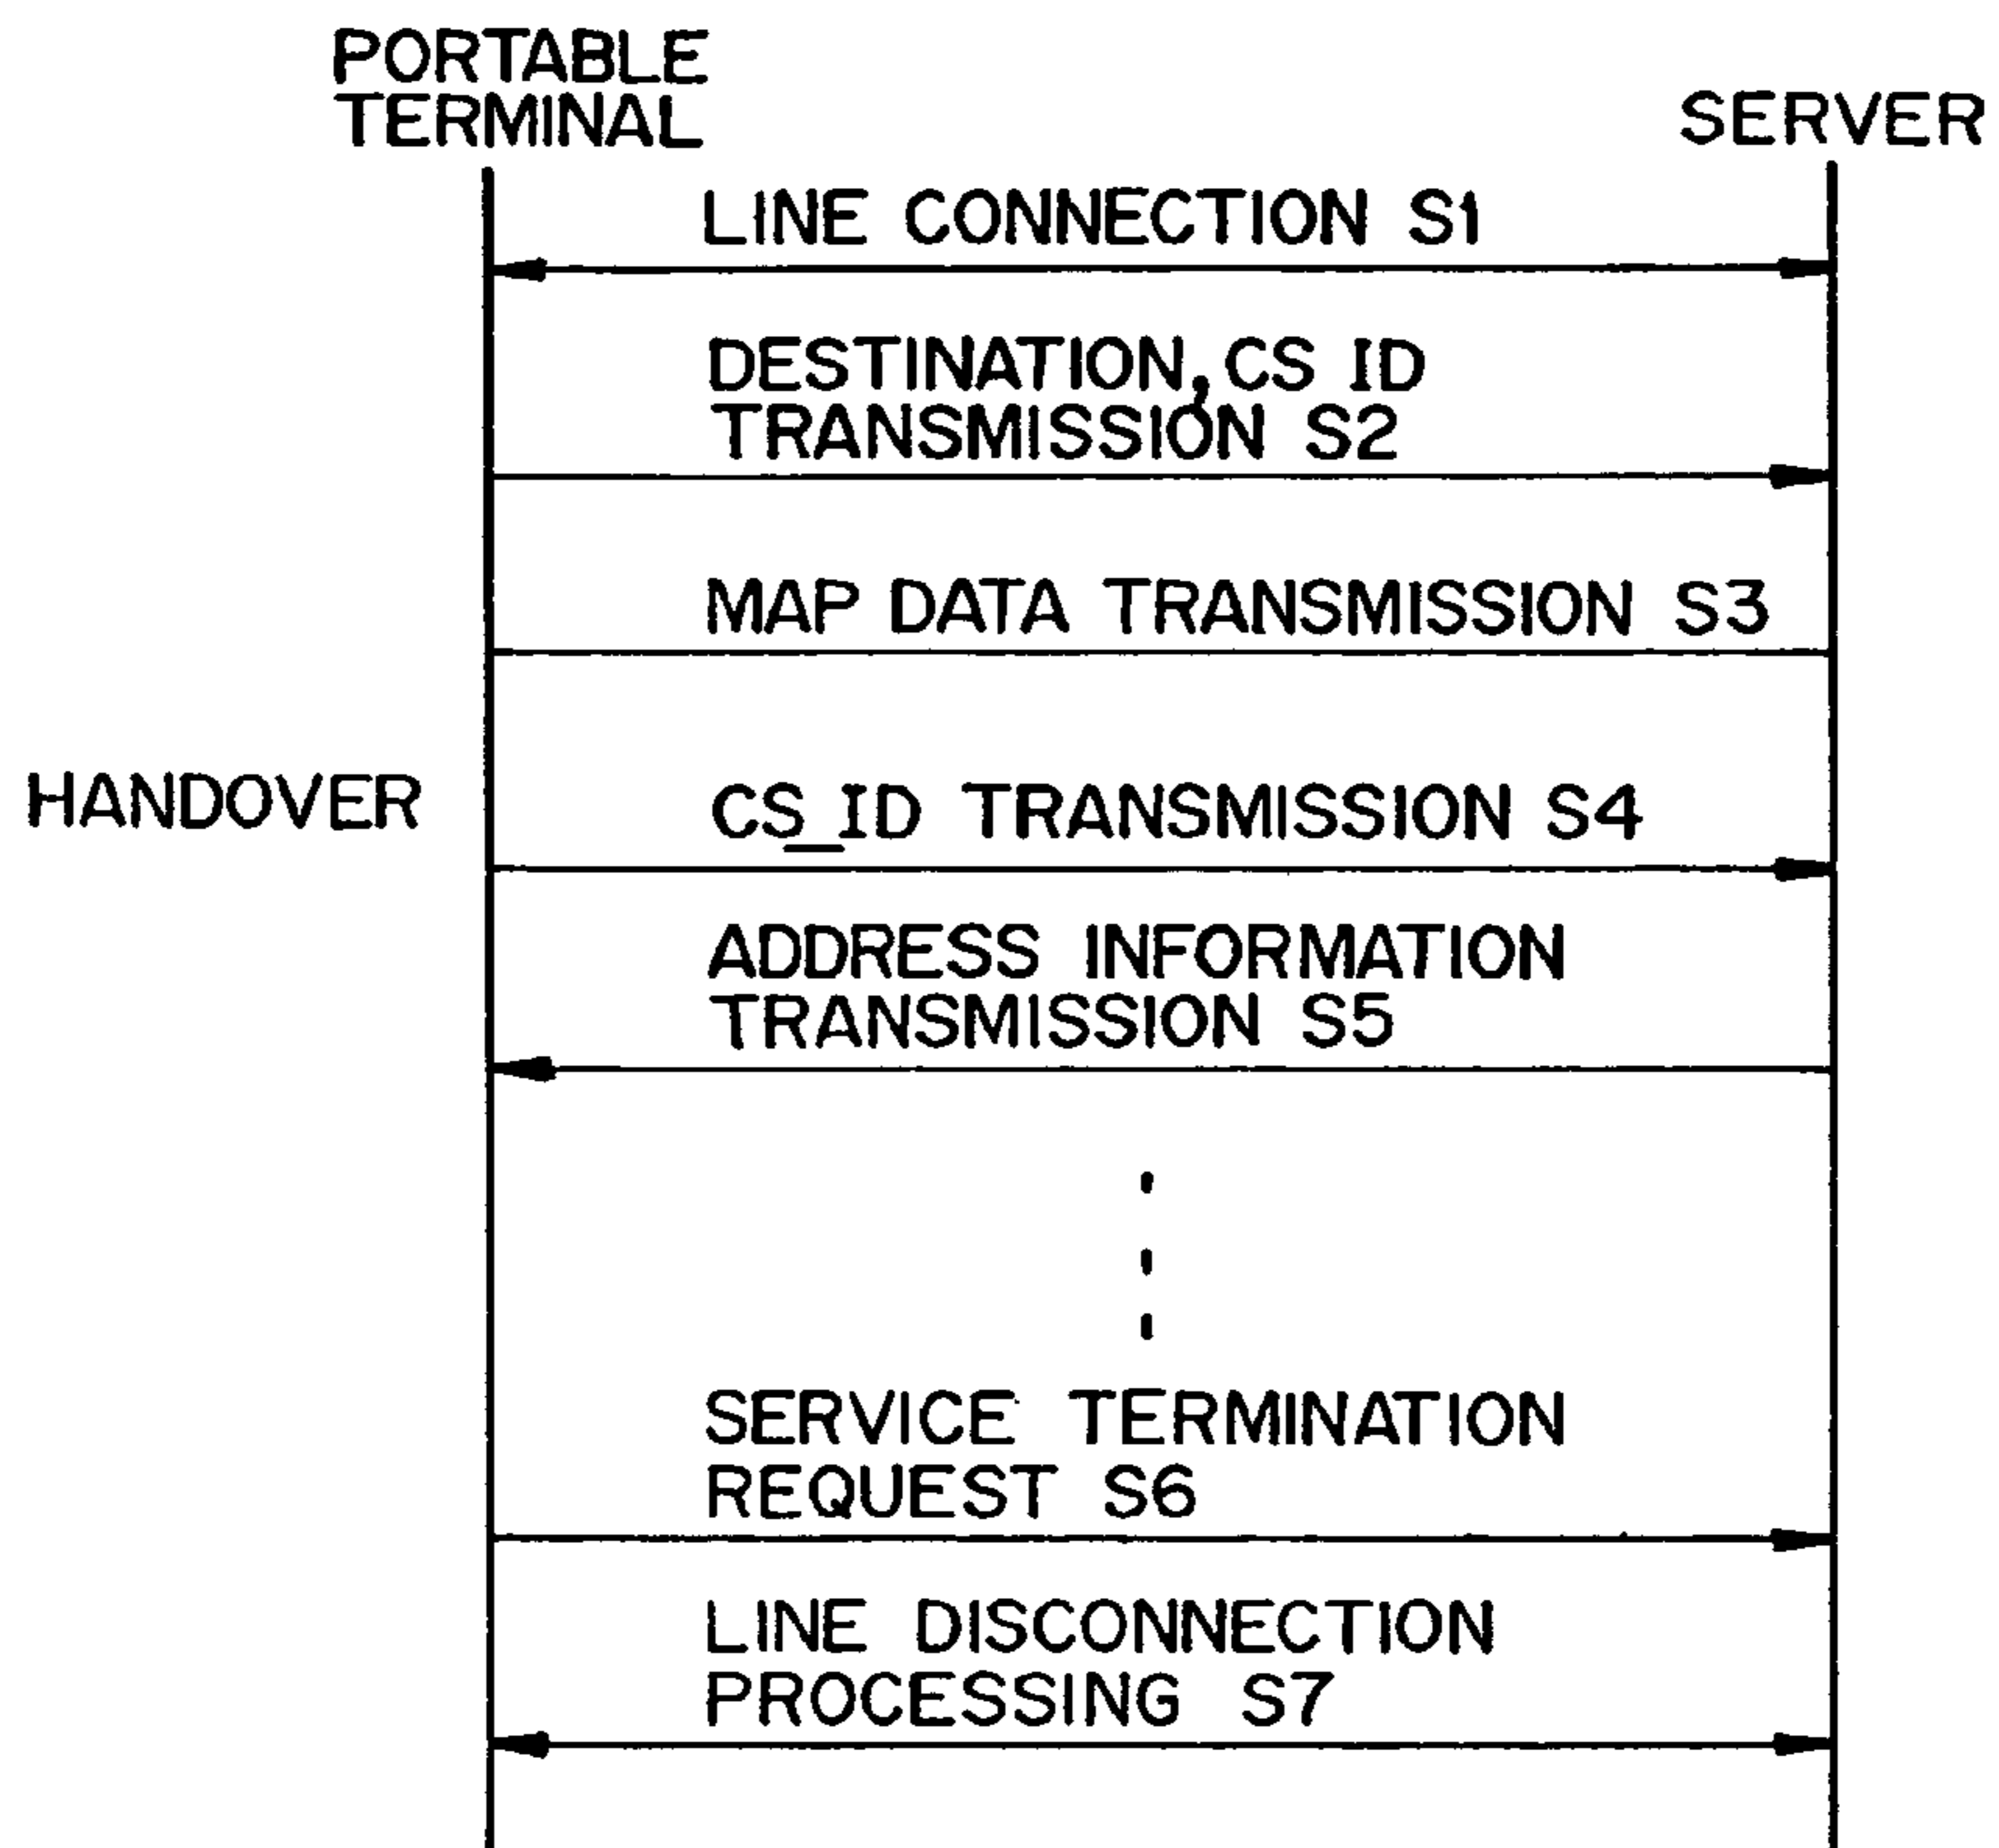 PORTABLE
TERMINAL
SERVER
LINE CONNECTION S1
DESTINATION, CS ID
TRANSMISSION S2
MAP DATA TRANSMISSION S3
HANDOVER
CS_ID TRANSMISSION S4
ADDRESS INFORMATION
TRANSMISSION S5
SERVICE TERMINATION
REQUEST S6
LINE DISCONNECTION
PROCESSING S7